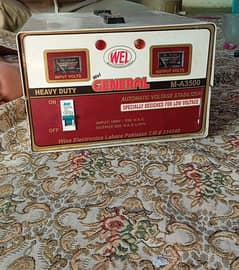 WEL
INPUT VOLTS
OUTPUT VOLTS
GENERAL
HEAVY DUTY
M-A3500
ON
AUTOMATIC VOLTAGE STABILIZER
SPECIALLY DESIGNED FOR LOW VOLTAGE
OFF
Wise Electronics Lahore Pakistan